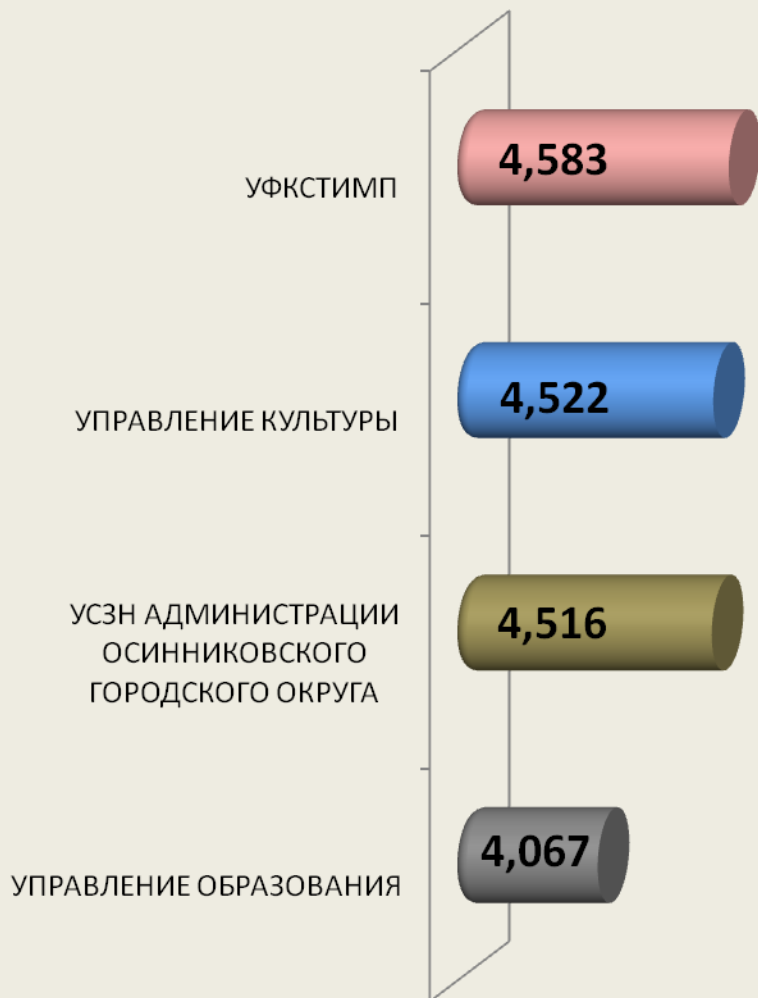 4,583
УФКСТИМП
4,522
УПРАВЛЕНИЕ КУЛЬТУРЫ
УСЗН АДМИНИСТРАЦИИ
4,516
ОСИННИКОВСКОГО
ГОРОДСКОГО ОКРУГА
4,067
УПРАВЛЕНИЕ ОБРАЗОВАНИЯ